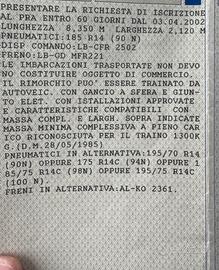 PRESENTARE LA RICHIESTA DI ISCRIZIONE
AL PRA ENTRO 60 GIORNI DAL 03.04.2002
LUNGHEZZA 8,350 M LARGHEZZA 2,120 M
PNEUMATICI:185 R14 (90 N)
DISP COMANDO:LB-CFR 2502
FRENO:LB-GD MFR221
LE IMBARCAZIONI TRASPORTATE NON DEVO
NO COSTITUIRE OGGETTO DI COMMERCIO.
IL RIMORCHIO PUO' ESSERE TRAINATO DA
AUTOVEIC. CON GANCIO A SFERA E GIUN-
TO ELET. CON ISTALLAZIONI APPROVATE
E CARATTERISTICHE COMPATIBILI CON
MASSA COMPL. E LARGH. SOPRA INDICATE
MASSA MINIMA COMPLESSIVA A PIENO CAR
ICO RICONOSCIUTA PER IL TRAINO 1300K
G.(D.M.28/05/1985)
PNEUMATICI IN ALTERNATIVA:195/70 R14
(90N) OPPURE 175 R14C (94N) OPPURE 1
85/75 R14C (98N) OPPURE 195/75 R14C
(100 N).
FRENI IN ALTERNATIVA:AL-KO 2361.